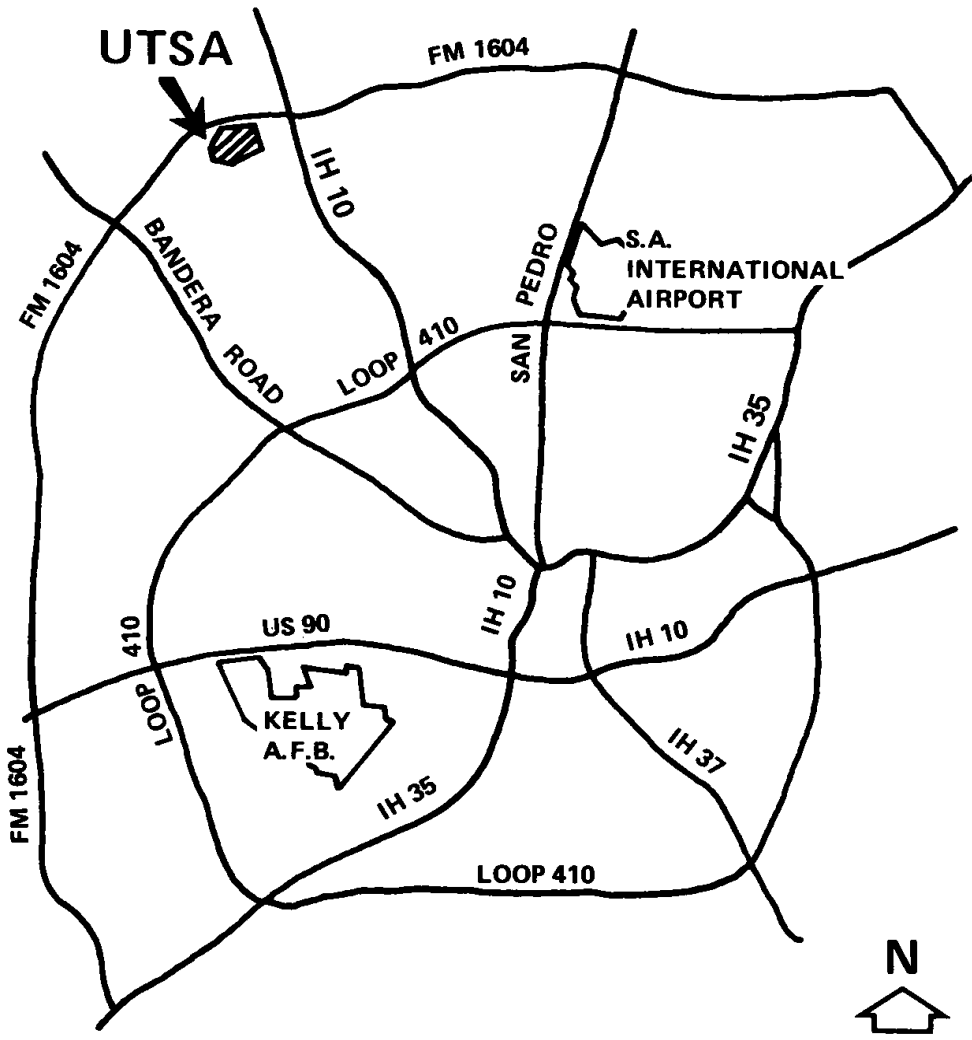 UTSA
FM 1604
IH 10
BANDERA ROAD
FM 1604
SAN PEDRO
S.A.
INTERNATIONAL
AIRPORT
LOOP 410
IH 35
IH 10
US 90
IH 10
LOOP 410
KELLY
A.F.B.
IH 37
FM 1604
IH 35
LOOP 410
N